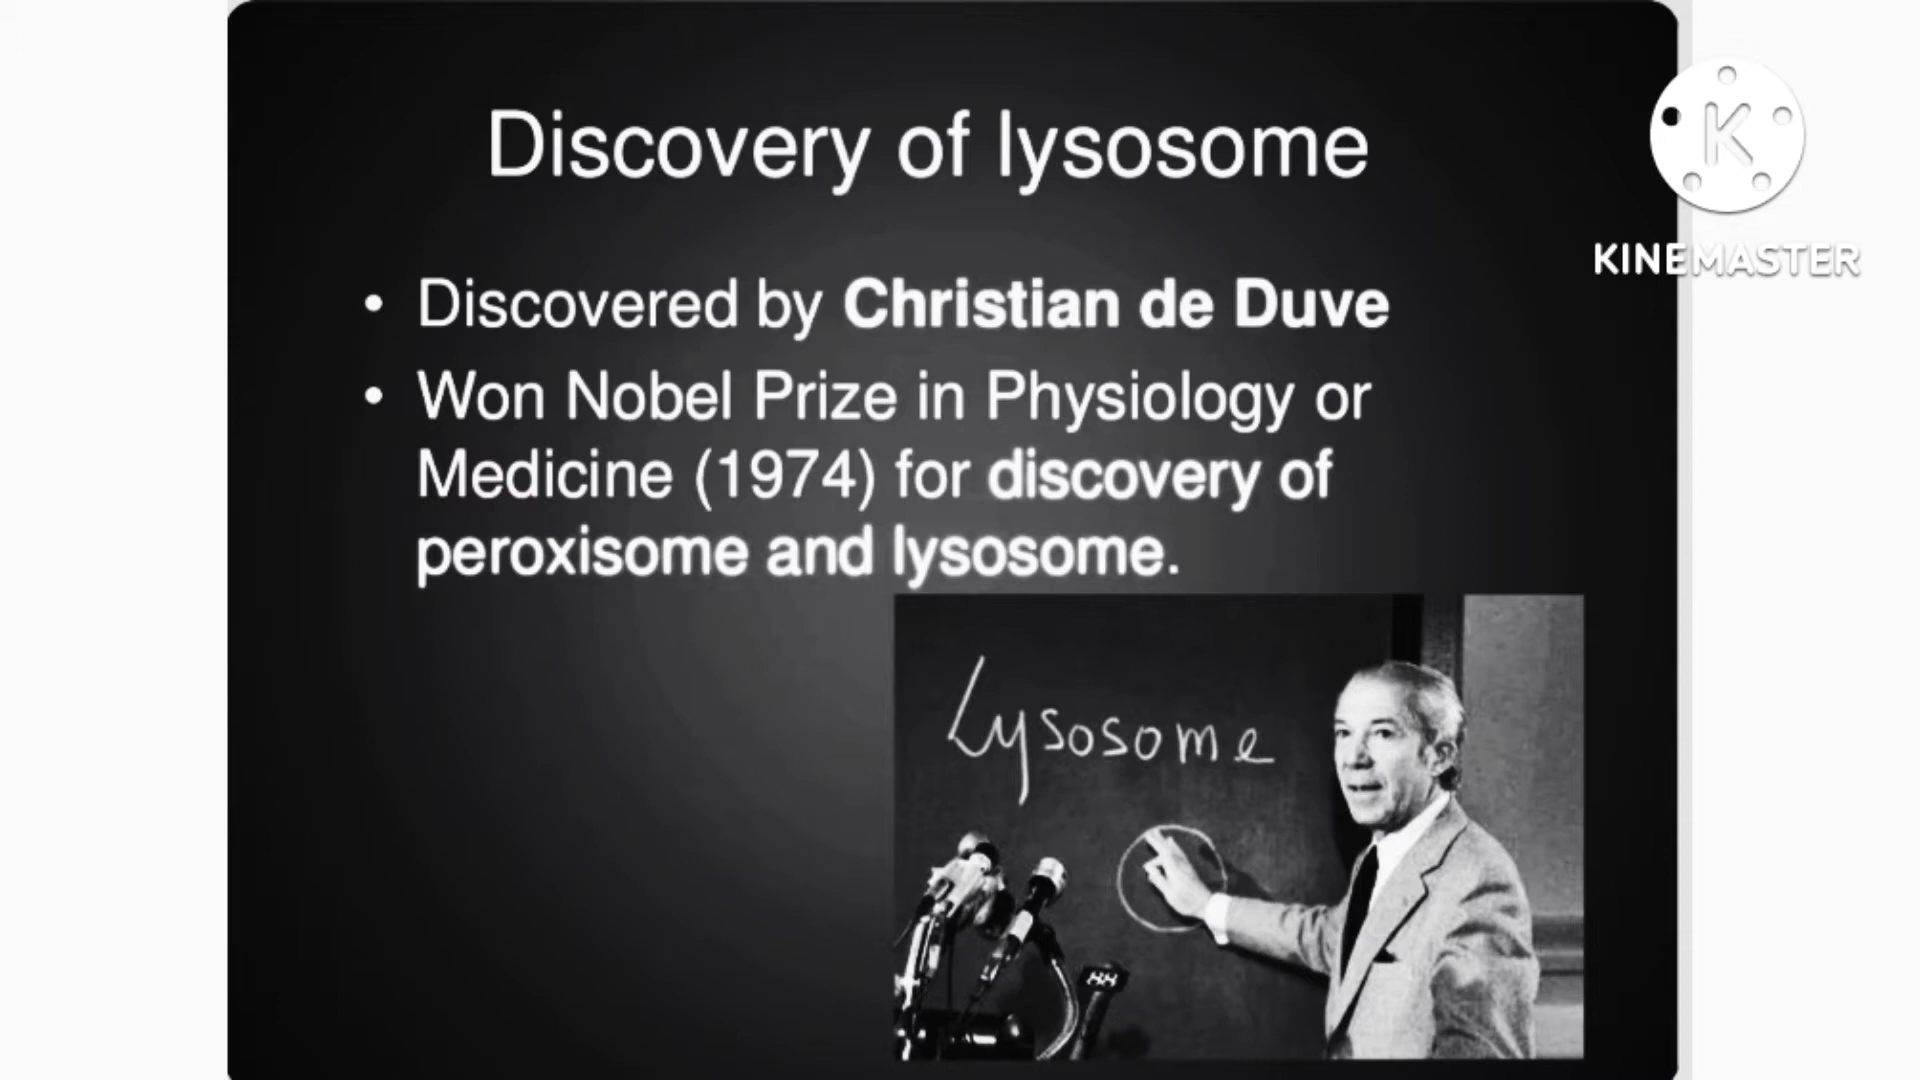 Discovery of lysosome
K
KINEMASTER
• Discovered by Christian de Duve
• Won Nobel Prize in Physiology or
Medicine (1974) for discovery of
peroxisome and lysosome.
Lysosome